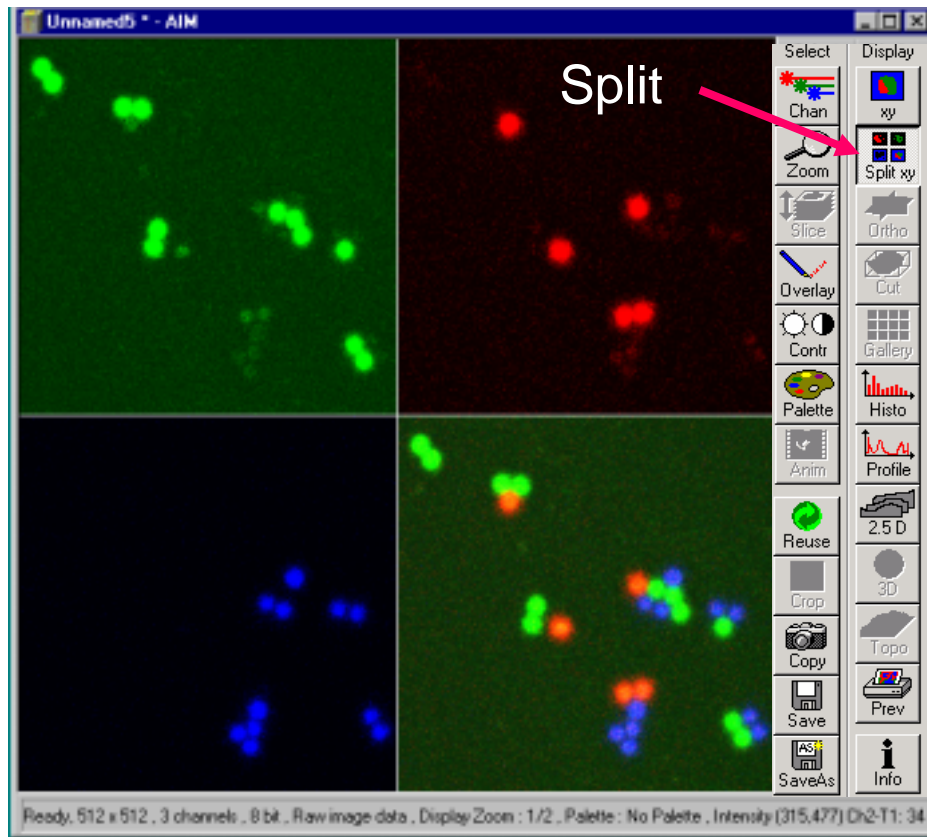 Unnamed5 * - AIM
Split
Select
Chan
Zoom
Slice
Overlay
Contr
Palette
Anim
Reuse
Crop
Copy
Save
AS
SaveAs
Display
xy
Split xy
Ortho
Cut
Gallery
Histo
Profile
2.5 D
3D
Topo
Prev
Info
Ready, 512 x 512 , 3 channels , 8 bit , Raw image data , Display Zoom : 1/2 , Palette : No Palette , Intensity (315,477) Ch2-T1: 34